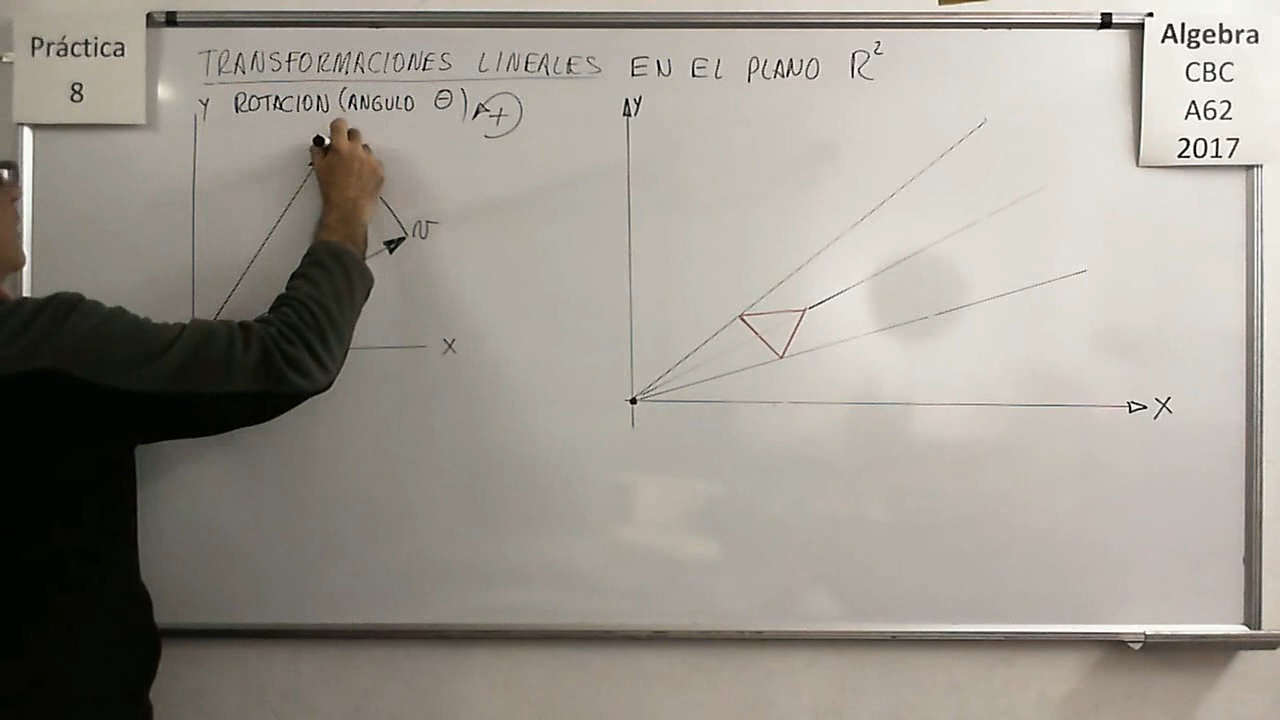 Práctica
8
TRANSFORMACIONES LINEALES EN EL PLANO R²
Y ROTACION (ANGULO θ) +
v
X
Y
X
Algebra
CBC
A62
2017